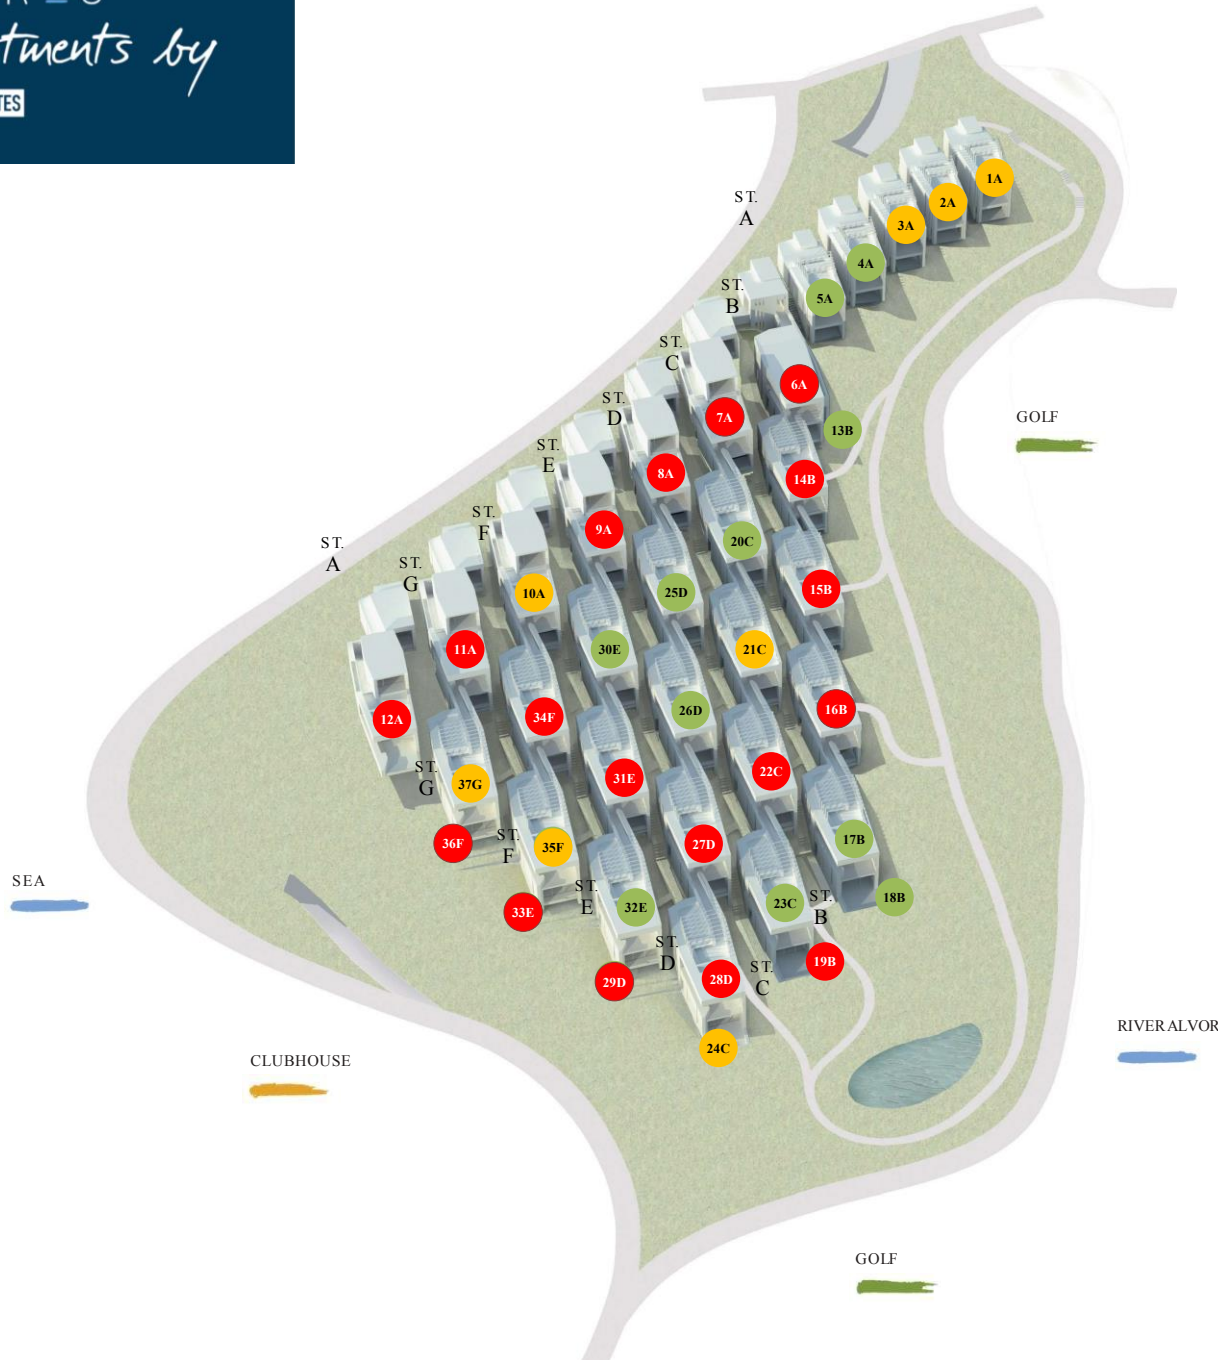 by
ST.
A
1A
2A
3A
4A
5A
ST.
B
ST.
C
6A
ST.
D
7A
13B
GOLF
ST.
E
8A
14B
ST.
F
9A
20C
ST.
A
ST.
G
10A
25D
15B
11A
30E
21C
12A
34F
26D
16B
ST.
G
37G
31E
22C
36F
ST.
F
35F
27D
17B
SEA
33E
ST.
E
32E
23C
ST.
B
18B
29D
ST.
D
28D
ST.
C
19B
24C
RIVER ALVOR
CLUBHOUSE
GOLF